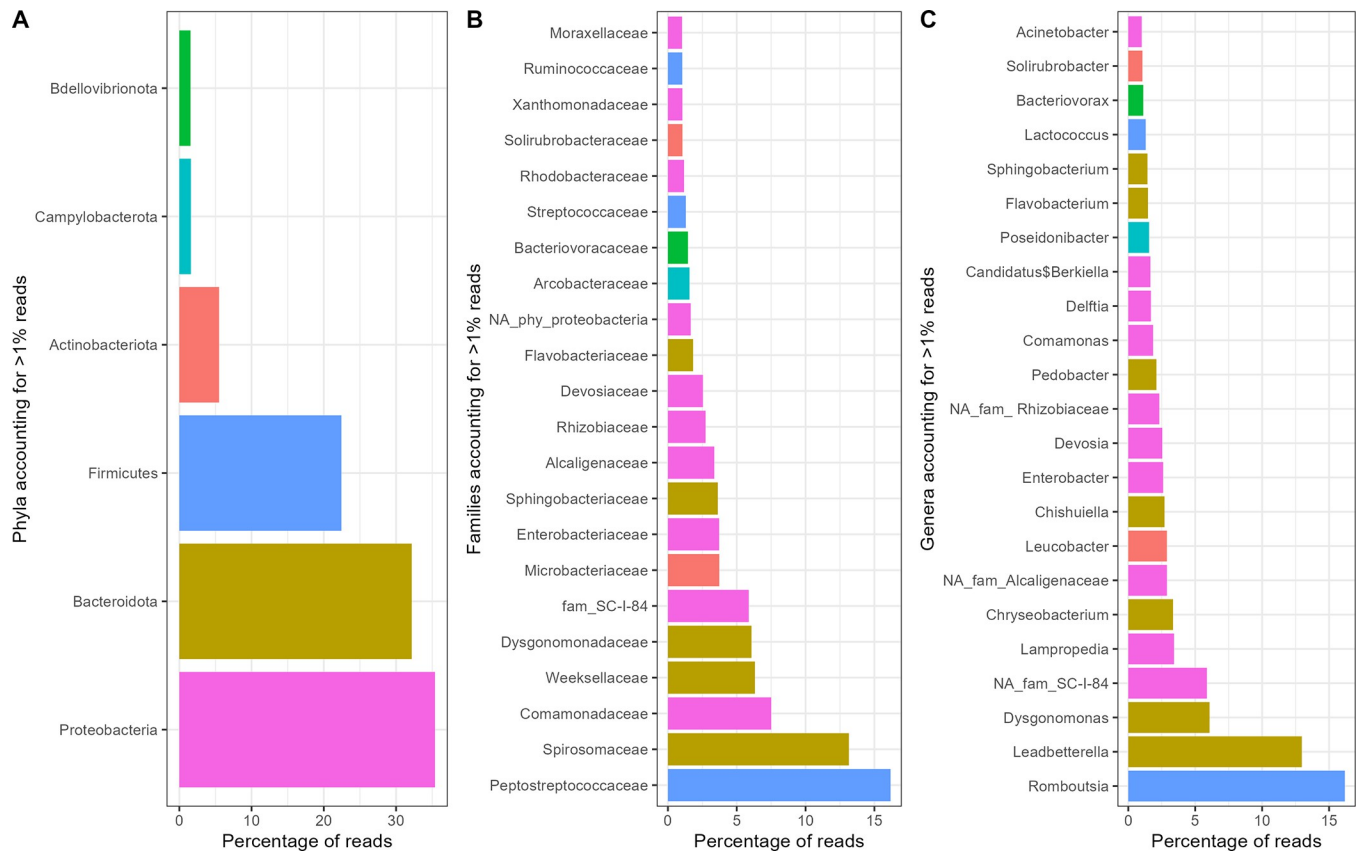 A
Phyla accounting for >1% reads
Bdellovibrionota
Campylobacterota
Actinobacteriota
Firmicutes
Bacteroidota
Proteobacteria
0 10 20 30
Percentage of reads
B
Families accounting for >1% reads
Moraxellaceae
Ruminococcaceae
Xanthomonadaceae
Solirubrobacteraceae
Rhodobacteraceae
Streptococcaceae
Bacteriovoracaceae
Arcobacteraceae
NA_phy_proteobacteria
Flavobacteriaceae
Devosiaceae
Rhizobiaceae
Alcaligenaceae
Sphingobacteriaceae
Enterobacteriaceae
Microbacteriaceae
fam_SC-I-84
Dysgonomonadaceae
Weeksellaceae
Comamonadaceae
Spirosomaceae
Peptostreptococcaceae
0 5 10 15
Percentage of reads
C
Genera accounting for >1% reads
Acinetobacter
Solirubrobacter
Bacteriovorax
Lactococcus
Sphingobacterium
Flavobacterium
Poseidonibacter
Candidatus$Berkiella
Delftia
Comamonas
Pedobacter
NA_fam_ Rhizobiaceae
Devosia
Enterobacter
Chishuiella
Leucobacter
NA_fam_Alcaligenaceae
Chryseobacterium
Lampropedia
NA_fam_SC-I-84
Dysgonomonas
Leadbetterella
Romboutsia
0 5 10 15
Percentage of reads